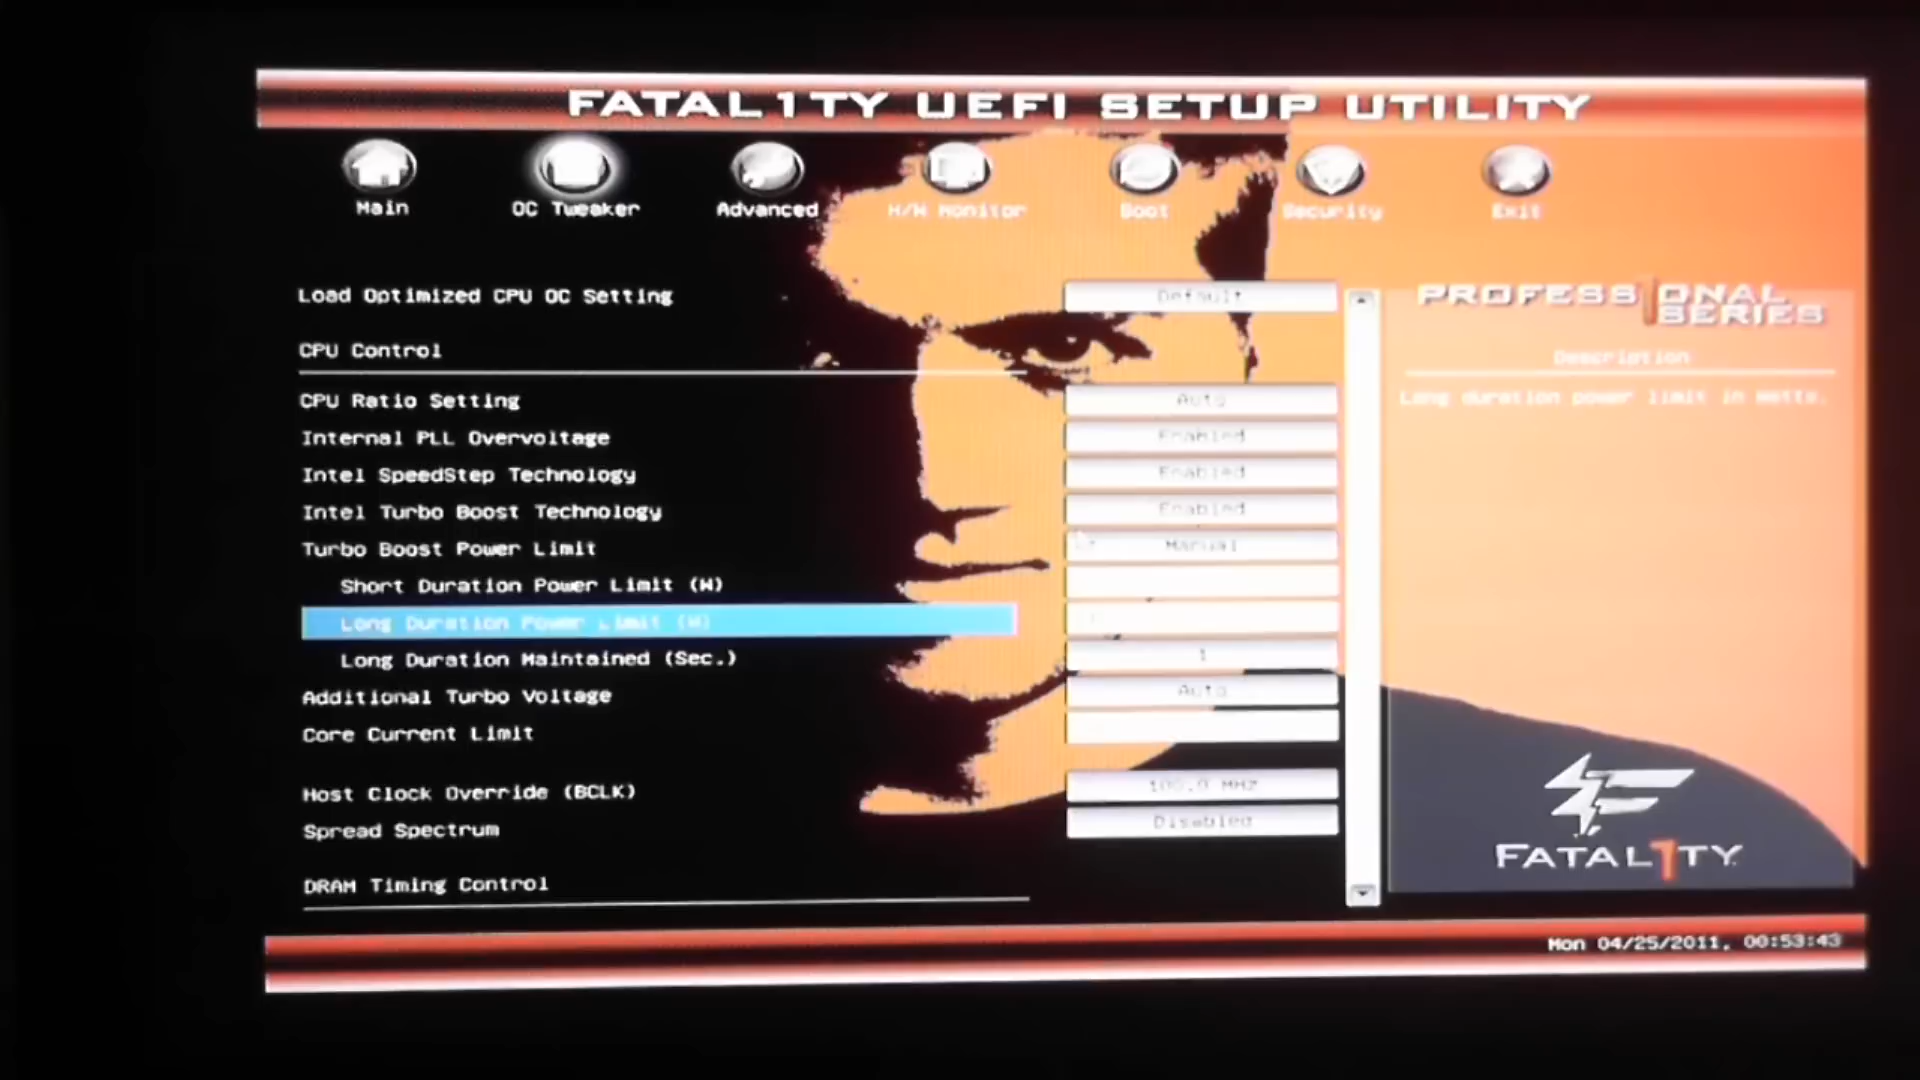 FATAL1TY UEFI SETUP UTILITY
Main
OC Tweaker
Advanced
H/W Monitor
Boot
Security
Exit
Load Optimized CPU OC Setting
Default
PROFESS1ONAL
SERIES
Description
Long duration power limit in watts.
CPU Control
CPU Ratio Setting
Auto
Internal PLL Overvoltage
Enabled
Intel SpeedStep Technology
Enabled
Intel Turbo Boost Technology
Enabled
Turbo Boost Power Limit
Manual
Short Duration Power Limit (W)
Long Duration Power Limit (W)
Long Duration Maintained (Sec.)
1
Additional Turbo Voltage
Auto
Core Current Limit
Host Clock Override (BCLK)
100.0 MHz
Spread Spectrum
Disabled
DRAM Timing Control
FATAL1TY
Mon 04/25/2011, 00:53:43